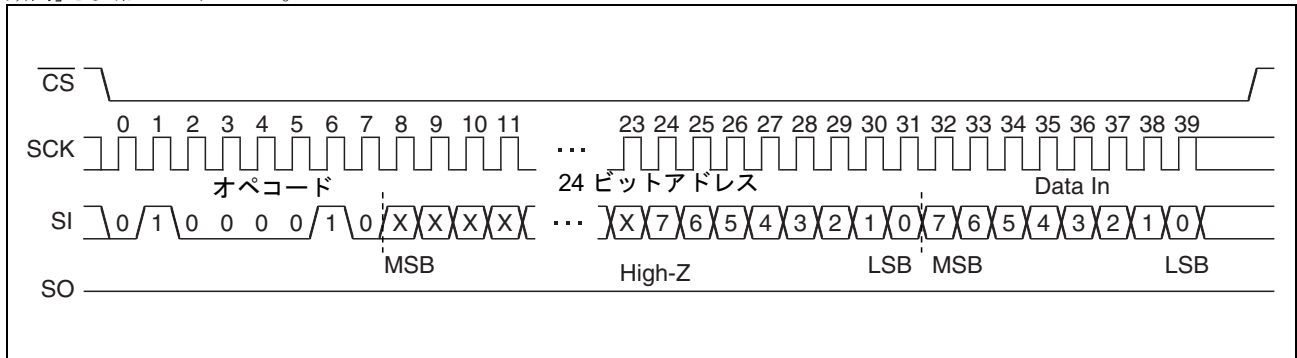 CS
0 1 2 3 4 5 6 7 8 9 10 11 23 24 25 26 27 28 29 30 31 32 33 34 35 36 37 38 39
SCK ...
オペコード 24 ビットアドレス Data In
SI 0 1 0 0 0 0 1 0 X X X X ... X 7 6 5 4 3 2 1 0 7 6 5 4 3 2 1 0
MSB High-Z LSB MSB LSB
SO